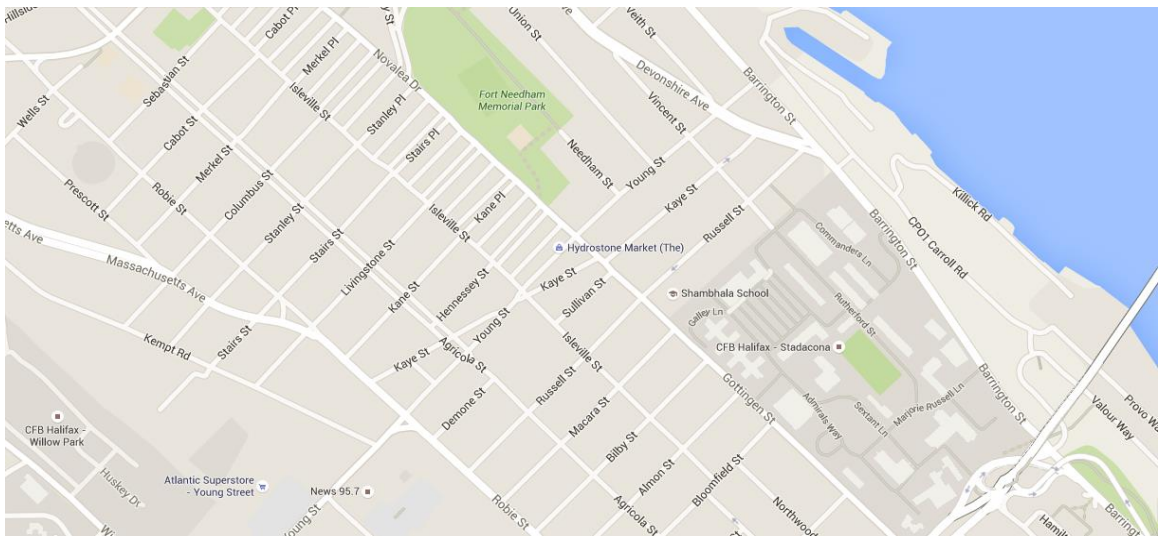 Hillside
Cabot Pl
Merkel Pl
Novalea Dr
Union St
Veith St
Devonshire Ave
Barrington St
Sebastian St
Isleville St
Stanley Pl
Fort Needham
Memorial Park
Vincent St
Wells St
Cabot St
Stairs Pl
Needham St
Young St
Merkel St
Kaye St
Killick Rd
Prescott St
Robie St
Columbus St
Isleville St
Kane Pl
Russell St
Barrington St
CPO1 Carroll Rd
Stanley St
Stairs St
Hydrostone Market (The)
Commanders Ln
etts Ave
Massachusetts Ave
Livingstone St
Kane St
Hennessey St
Kaye St
Sullivan St
Shambhala School
Galley Ln
Rutherford St
Kempt Rd
Stairs St
Kaye St
Young St
Agricola St
Isleville St
CFB Halifax - Stadacona
Barrington St
Demone St
Russell St
Gottingen St
Marjorie Russell Ln
Provo Wa
Valour Way
CFB Halifax -
Willow Park
Macara St
Admirals Way
Sextant Ln
Bilby St
Huskey Dr
Atlantic Superstore
- Young Street
News 95.7
Almon St
Bloomfield St
Robie St
Agricola St
Northwood
Young St
Wi
Hamil
Barring